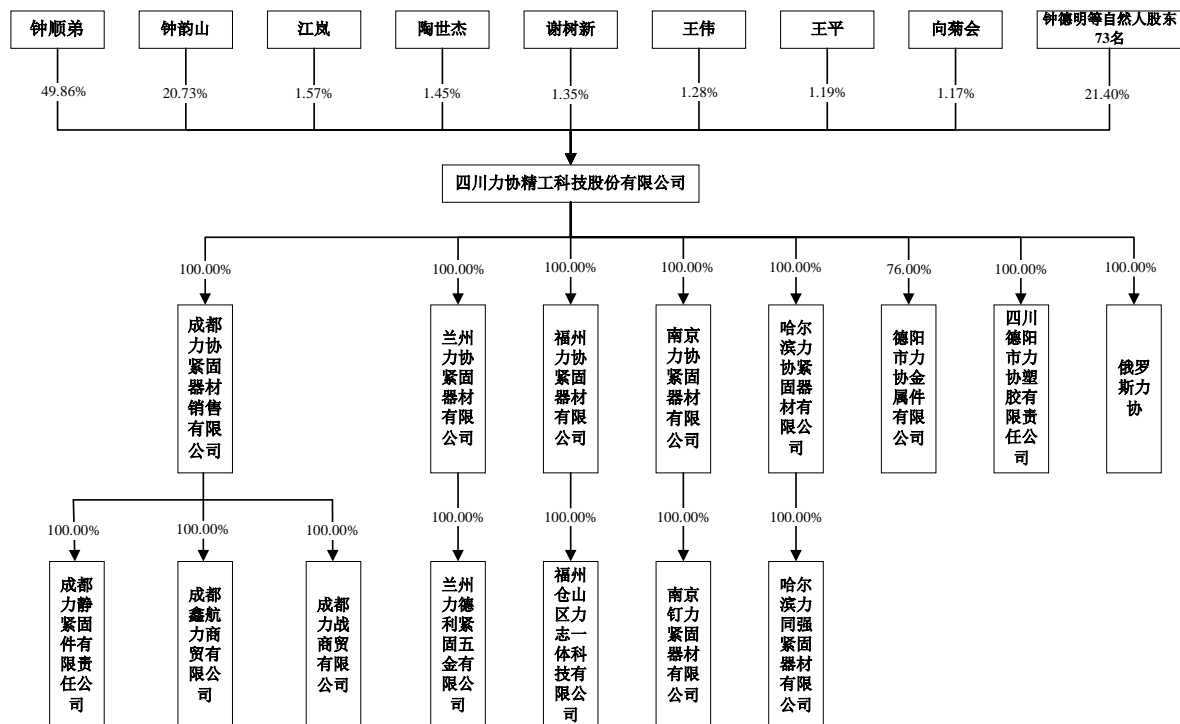 钟顺弟
钟韵山
江岚
陶世杰
谢树新
王伟
王平
向菊会
钟德明等自然人股东
73名
49.86%
20.73%
1.57%
1.45%
1.35%
1.28%
1.19%
1.17%
21.40%
四川力协精工科技股份有限公司
100.00%
100.00%
100.00%
100.00%
100.00%
76.00%
100.00%
100.00%
成都
力协
紧固
器材
销售
有限
公司
兰州
力协
紧固
器材
有限
公司
福州
力协
紧固
器材
有限
公司
南京
力协
紧固
器材
有限
公司
哈尔
滨力
协紧
固器
材有
限公
司
德阳
市力
协金
属件
有限
公司
四川
德阳
市力
协塑
胶有
限责
任公
司
俄罗
斯力
协
100.00%
100.00%
100.00%
100.00%
100.00%
100.00%
100.00%
成都
力静
紧固
件有
限责
任公
司
成都
鑫航
力商
贸有
限公
司
成都
力战
商贸
有限
公司
兰州
力德
利紧
固五
金有
限公
司
福州
仓山
区力
志一
体科
技有
限公
司
南京
钉力
紧固
器材
有限
公司
哈尔
滨力
同强
紧固
器材
有限
公司